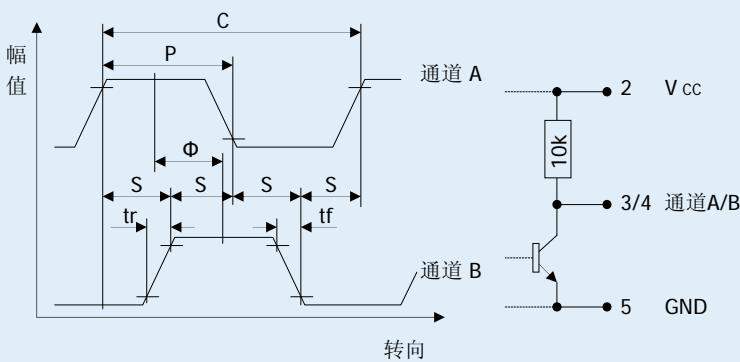 幅
值
C
P
通道 A
Φ
S S S S
tr tf
通道 B
转向
2 Vcc
10k
3/4 通道A/B
5 GND